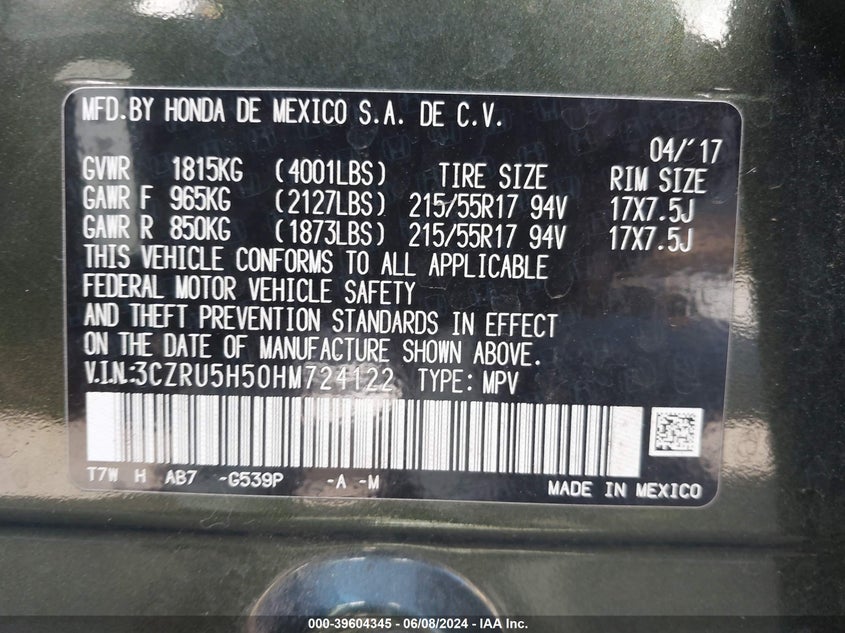 MFD.BY HONDA DE MEXICO S.A. DE C.V.
04/'17
GVWR 1815KG (4001LBS) TIRE SIZE RIM SIZE
GAWR F 965KG (2127LBS) 215/55R17 94V 17X7.5J
GAWR R 850KG (1873LBS) 215/55R17 94V 17X7.5J
THIS VEHICLE CONFORMS TO ALL APPLICABLE
FEDERAL MOTOR VEHICLE SAFETY
AND THEFT PREVENTION STANDARDS IN EFFECT
ON THE DATE OF MANUFACTURE SHOWN ABOVE.
V.I.N:3CZRU5H50HM724122 TYPE: MPV
T7W H AB7 -G539P -A -M
MADE IN MEXICO
000-39604345 - 06/08/2024 - IAA Inc.